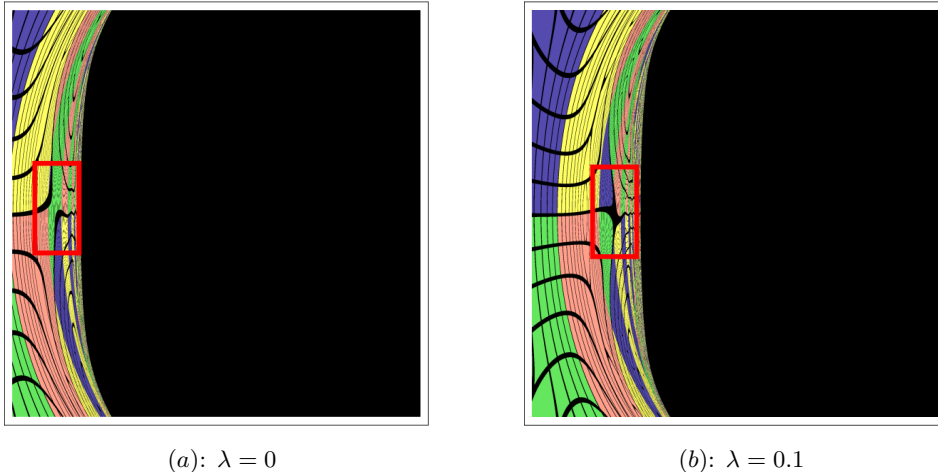 (a): λ = 0
(b): λ = 0.1